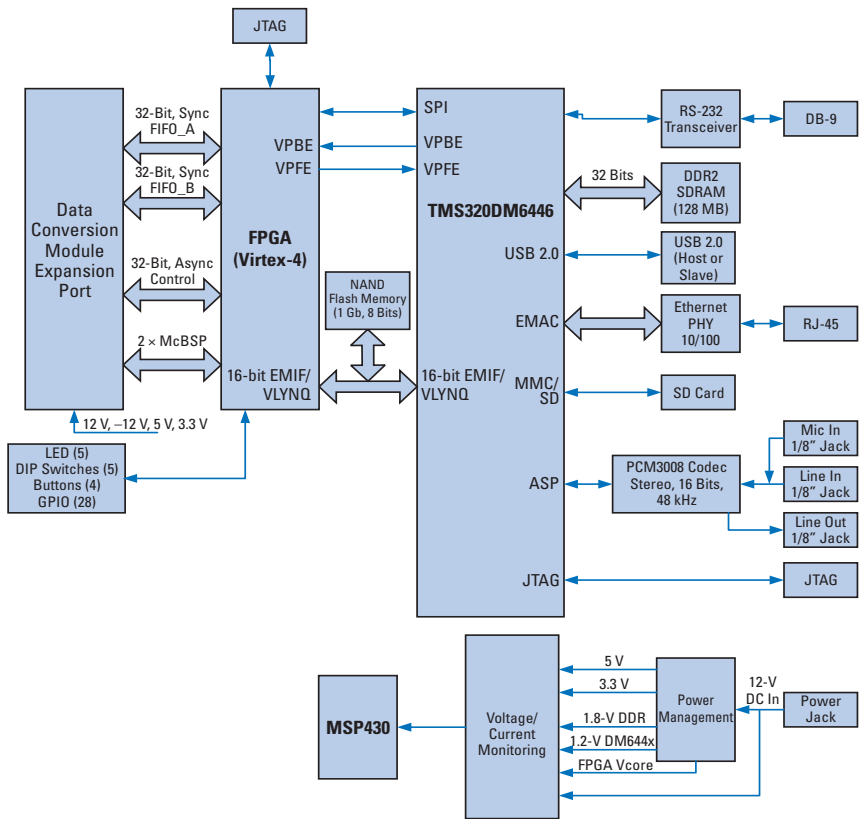 JTAG
32-Bit, Sync
FIFO_A
32-Bit, Sync
FIFO_B
32-Bit, Async
Control
2 × McBSP
Data
Conversion
Module
Expansion
Port
12 V, –12 V, 5 V, 3.3 V
LED (5)
DIP Switches (5)
Buttons (4)
GPIO (28)
VPBE
VPFE
FPGA
(Virtex-4)
16-bit EMIF/
VLYNQ
NAND
Flash Memory
(1 Gb, 8 Bits)
SPI
VPBE
VPFE
TMS320DM6446
USB 2.0
EMAC
16-bit EMIF/
VLYNQ
MMC/
SD
ASP
JTAG
RS-232
Transceiver
DB-9
32 Bits
DDR2
SDRAM
(128 MB)
USB 2.0
(Host or
Slave)
Ethernet
PHY
10/100
RJ-45
SD Card
PCM3008 Codec
Stereo, 16 Bits,
48 kHz
Mic In
1/8” Jack
Line In
1/8” Jack
Line Out
1/8” Jack
JTAG
MSP430
Voltage/
Current
Monitoring
5 V
3.3 V
1.8-V DDR
1.2-V DM644x
FPGA Vcore
Power
Management
12-V
DC In
Power
Jack